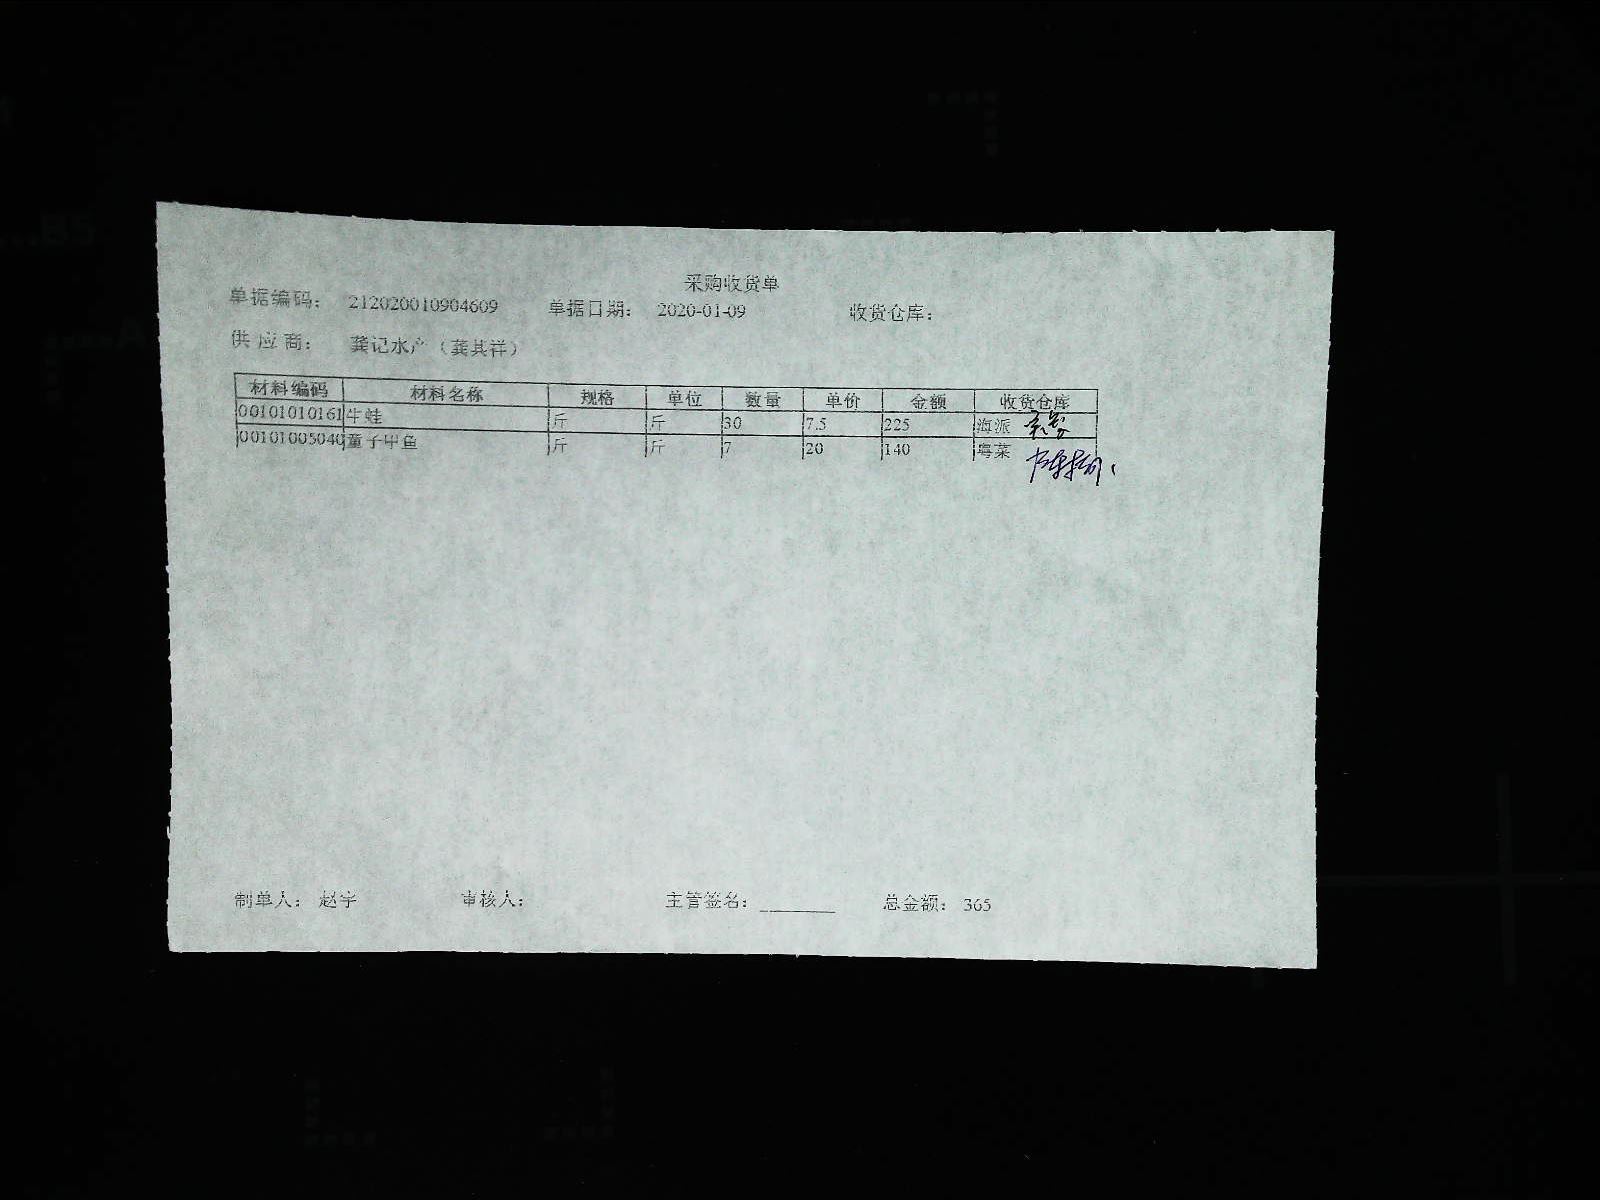 采购收货单
单据编码： 212020010904609 单据日期： 2020-01-09 收货仓库：
供应商： 龚记水产（龚其祥）
材料编码 材料名称 规格 单位 数量 单价 金额 收货仓库
00101010161 牛蛙 斤 斤 30 7.5 225 海派
00101005040 童子甲鱼 斤 斤 7 20 140 粤菜
制单人： 赵宇 审核人： 主管签名： ________ 总金额： 365